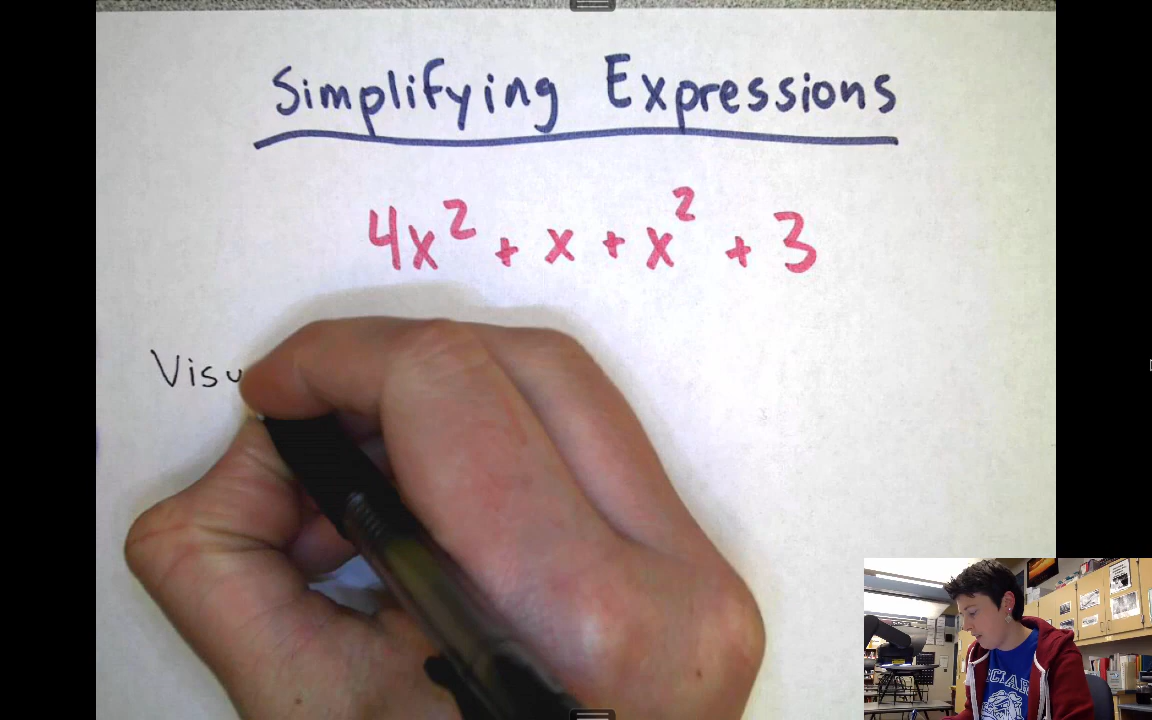 Simplifying Expressions
4x² + x + x² + 3
Visu